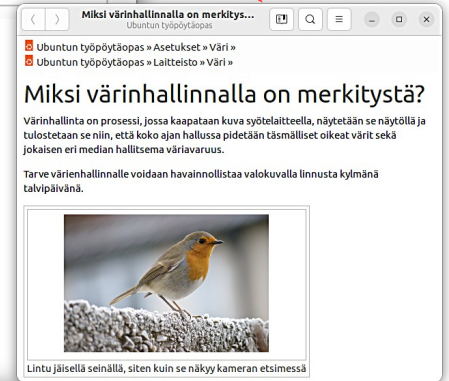 Miksi värinhallinnalla on merkitys…
Ubuntun työpöytäopas
Ubuntun työpöytäopas » Asetukset » Väri »
Ubuntun työpöytäopas » Laitteisto » Väri »
Miksi värinhallinnalla on merkitystä?
Värinhallinta on prosessi, jossa kaapataan kuva syötelaitteella, näytetään se näytöllä ja
tulostetaan se niin, että koko ajan hallussa pidetään täsmälliset oikeat värit sekä
jokaisen eri median hallitsema väriavaruus.
Tarve värienhallinnalle voidaan havainnollistaa valokuvalla linnusta kylmänä
talvipäivänä.
Lintu jäisellä seinällä, siten kuin se näkyy kameran etsimessä